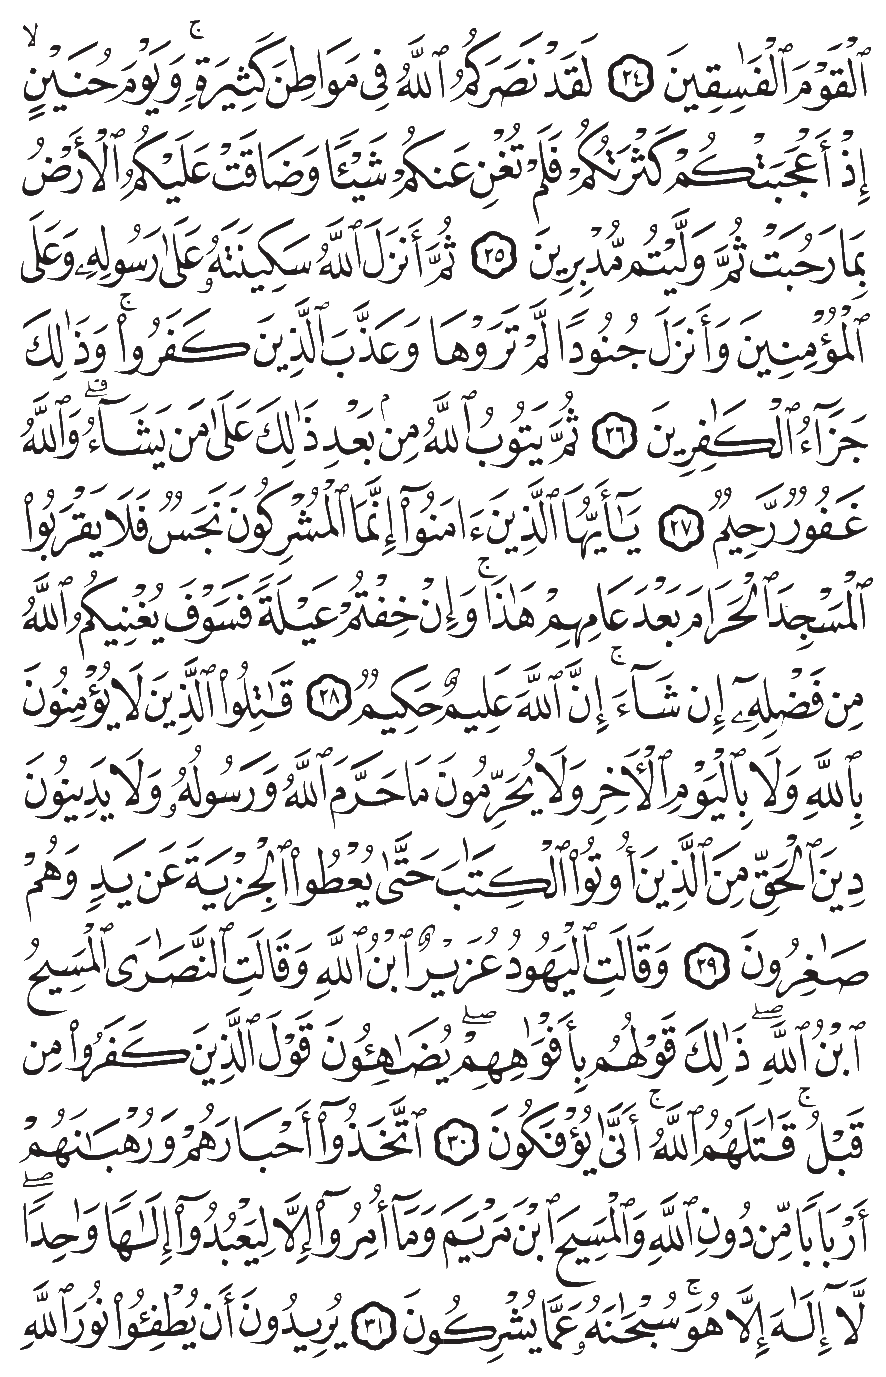 ٱلْقَوْمَ ٱلْفَٰسِقِينَ ٢٤ لَقَدْ نَصَرَكُمُ ٱللَّهُ فِى مَوَاطِنَ كَثِيرَةٍۢ ۚ وَيَوْمَ حُنَيْنٍ ۙ
إِذْ أَعْجَبَتْكُمْ كَثْرَتُكُمْ فَلَمْ تُغْنِ عَنكُمْ شَيْـًٔا وَضَاقَتْ عَلَيْكُمُ ٱلْأَرْضُ
بِمَا رَحُبَتْ ثُمَّ وَلَّيْتُم مُّدْبِرِينَ ٢٥ ثُمَّ أَنزَلَ ٱللَّهُ سَكِينَتَهُۥ عَلَىٰ رَسُولِهِۦ وَعَلَى
ٱلْمُؤْمِنِينَ وَأَنزَلَ جُنُودًا لَّمْ تَرَوْهَا وَعَذَّبَ ٱلَّذِينَ كَفَرُوا۟ ۚ وَذَٰلِكَ
جَزَآءُ ٱلْكَٰفِرِينَ ٢٦ ثُمَّ يَتُوبُ ٱللَّهُ مِنۢ بَعْدِ ذَٰلِكَ عَلَىٰ مَن يَشَآءُ ۗ وَٱللَّهُ
غَفُورٌ رَّحِيمٌ ٢٧ يَٰٓأَيُّهَا ٱلَّذِينَ ءَامَنُوٓا۟ إِنَّمَا ٱلْمُشْرِكُونَ نَجَسٌ فَلَا يَقْرَبُوا۟
ٱلْمَسْجِدَ ٱلْحَرَامَ بَعْدَ عَامِهِمْ هَٰذَا ۚ وَإِنْ خِفْتُمْ عَيْلَةً فَسَوْفَ يُغْنِيكُمُ ٱللَّهُ
مِن فَضْلِهِۦٓ إِن شَآءَ ۚ إِنَّ ٱللَّهَ عَلِيمٌ حَكِيمٌ ٢٨ قَٰتِلُوا۟ ٱلَّذِينَ لَا يُؤْمِنُونَ
بِٱللَّهِ وَلَا بِٱلْيَوْمِ ٱلْءَاخِرِ وَلَا يُحَرِّمُونَ مَا حَرَّمَ ٱللَّهُ وَرَسُولُهُۥ وَلَا يَدِينُونَ
دِينَ ٱلْحَقِّ مِنَ ٱلَّذِينَ أُوتُوا۟ ٱلْكِتَٰبَ حَتَّىٰ يُعْطُوا۟ ٱلْجِزْيَةَ عَن يَدٍ وَهُمْ
صَٰغِرُونَ ٢٩ وَقَالَتِ ٱلْيَهُودُ عُزَيْرٌ ٱبْنُ ٱللَّهِ وَقَالَتِ ٱلنَّصَٰرَى ٱلْمَسِيحُ
ٱبْنُ ٱللَّهِ ۖ ذَٰلِكَ قَوْلُهُم بِأَفْوَٰهِهِمْ ۖ يُضَٰهِـُٔونَ قَوْلَ ٱلَّذِينَ كَفَرُوا۟ مِن
قَبْلُ ۚ قَٰتَلَهُمُ ٱللَّهُ ۚ أَنَّىٰ يُؤْفَكُونَ ٣٠ ٱتَّخَذُوٓا۟ أَحْبَارَهُمْ وَرُهْبَٰنَهُمْ
أَرْبَابًا مِّن دُونِ ٱللَّهِ وَٱلْمَسِيحَ ٱبْنَ مَرْيَمَ وَمَآ أُمِرُوٓا۟ إِلَّا لِيَعْبُدُوٓا۟ إِلَٰهًا وَٰحِدًا ۖ
لَّآ إِلَٰهَ إِلَّا هُوَ ۚ سُبْحَٰنَهُۥ عَمَّا يُشْرِكُونَ ٣١ يُرِيدُونَ أَن يُطْفِـُٔوا۟ نُورَ ٱللَّهِ